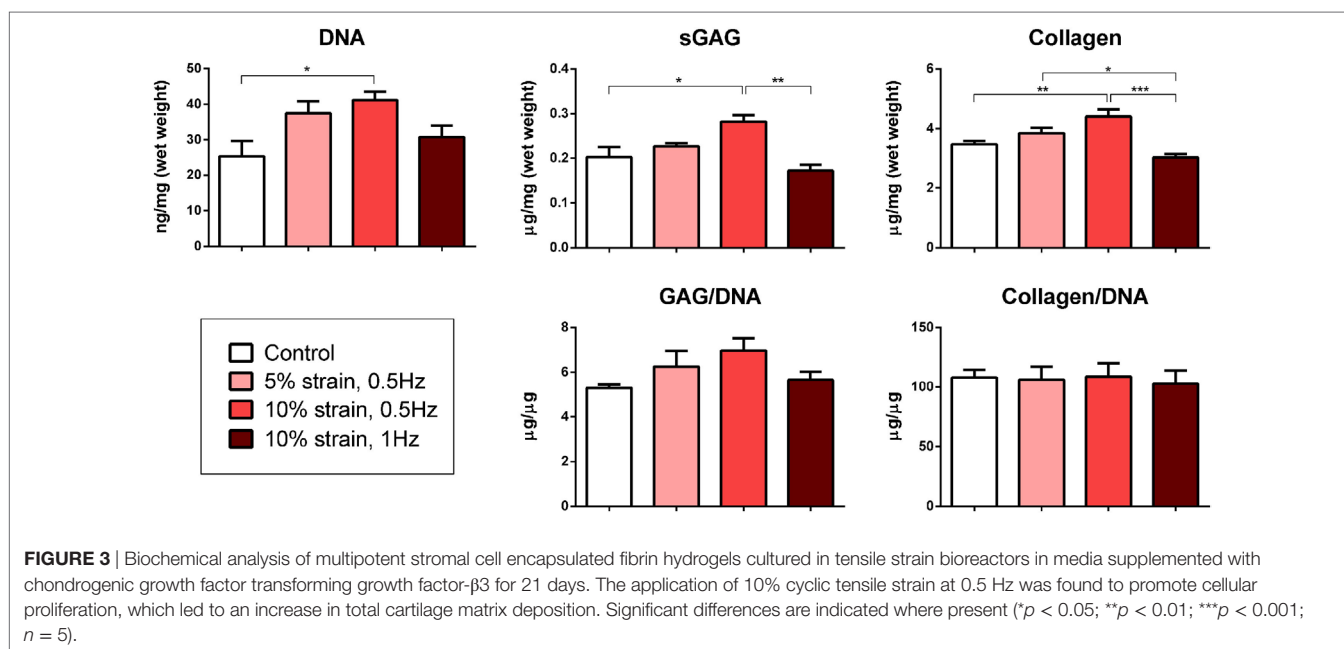 DNA
ng/mg (wet weight)
50
40
30
20
10
0
*
sGAG
μg/mg (wet weight)
0.4
0.3
0.2
0.1
0.0
*
**
Collagen
μg/mg (wet weight)
6
4
2
0
*
**
***
Control
5% strain, 0.5Hz
10% strain, 0.5Hz
10% strain, 1Hz
GAG/DNA
μg/μg
8
6
4
2
0
Collagen/DNA
μg/μg
150
100
50
0
FIGURE 3 | Biochemical analysis of multipotent stromal cell encapsulated fibrin hydrogels cultured in tensile strain bioreactors in media supplemented with
chondrogenic growth factor transforming growth factor-β3 for 21 days. The application of 10% cyclic tensile strain at 0.5 Hz was found to promote cellular
proliferation, which led to an increase in total cartilage matrix deposition. Significant differences are indicated where present (*p < 0.05; **p < 0.01; ***p < 0.001;
n = 5).